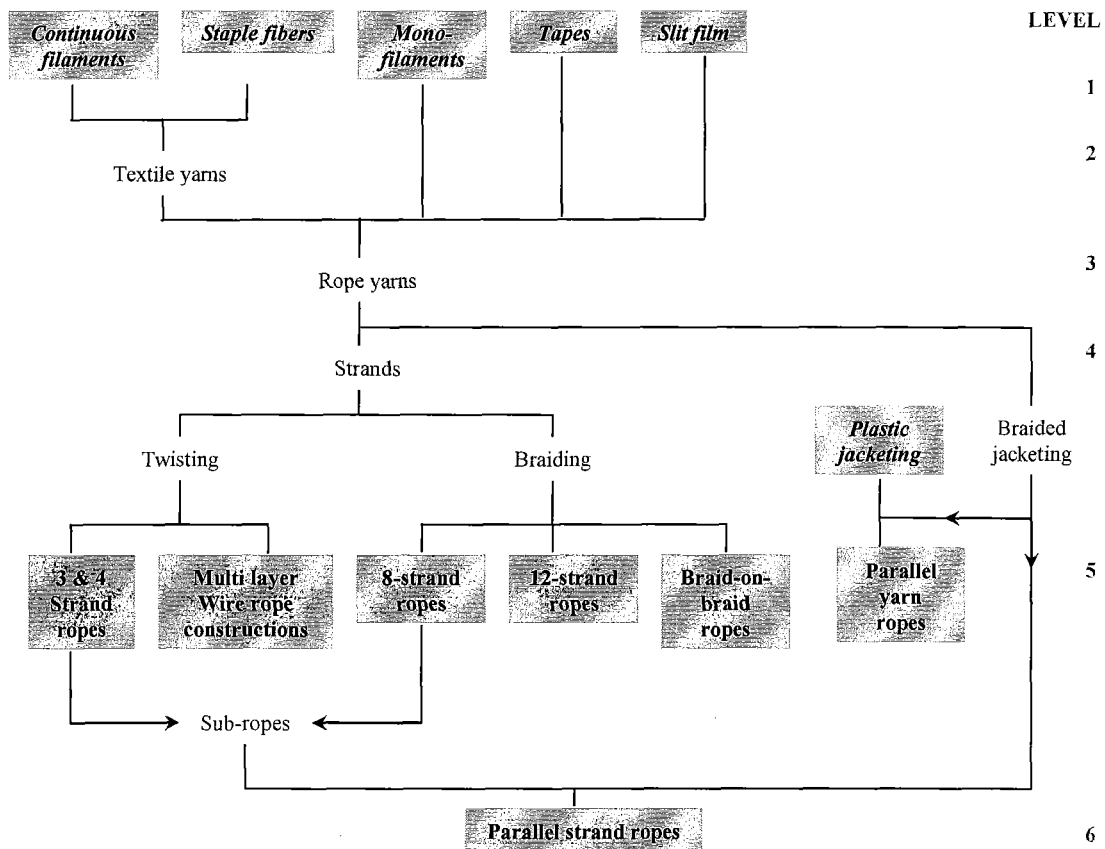 LEVEL
Continuous
filaments
Staple fibers
Mono-
filaments
Tapes
Slit film
1
2
Textile yarns
3
Rope yarns
4
Strands
Twisting
Braiding
Plastic
jacketing
Braided
jacketing
3 & 4
Strand
ropes
Multi layer
Wire rope
constructions
8-strand
ropes
12-strand
ropes
Braid-on-
braid
ropes
Parallel
yarn
ropes
5
Sub-ropes
Parallel strand ropes
6